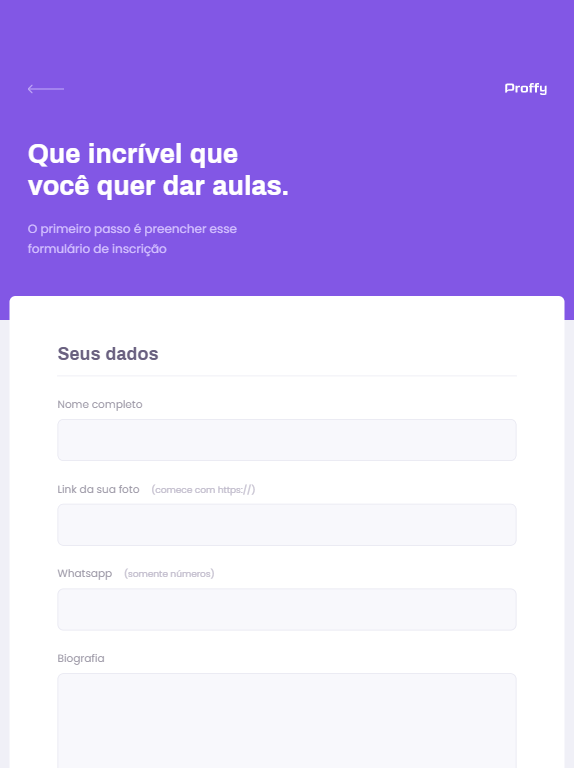 Proffy
Que incrível que
você quer dar aulas.
O primeiro passo é preencher esse
formulário de inscrição
Seus dados
Nome completo
Link da sua foto (comece com https://)
Whatsapp (somente números)
Biografia